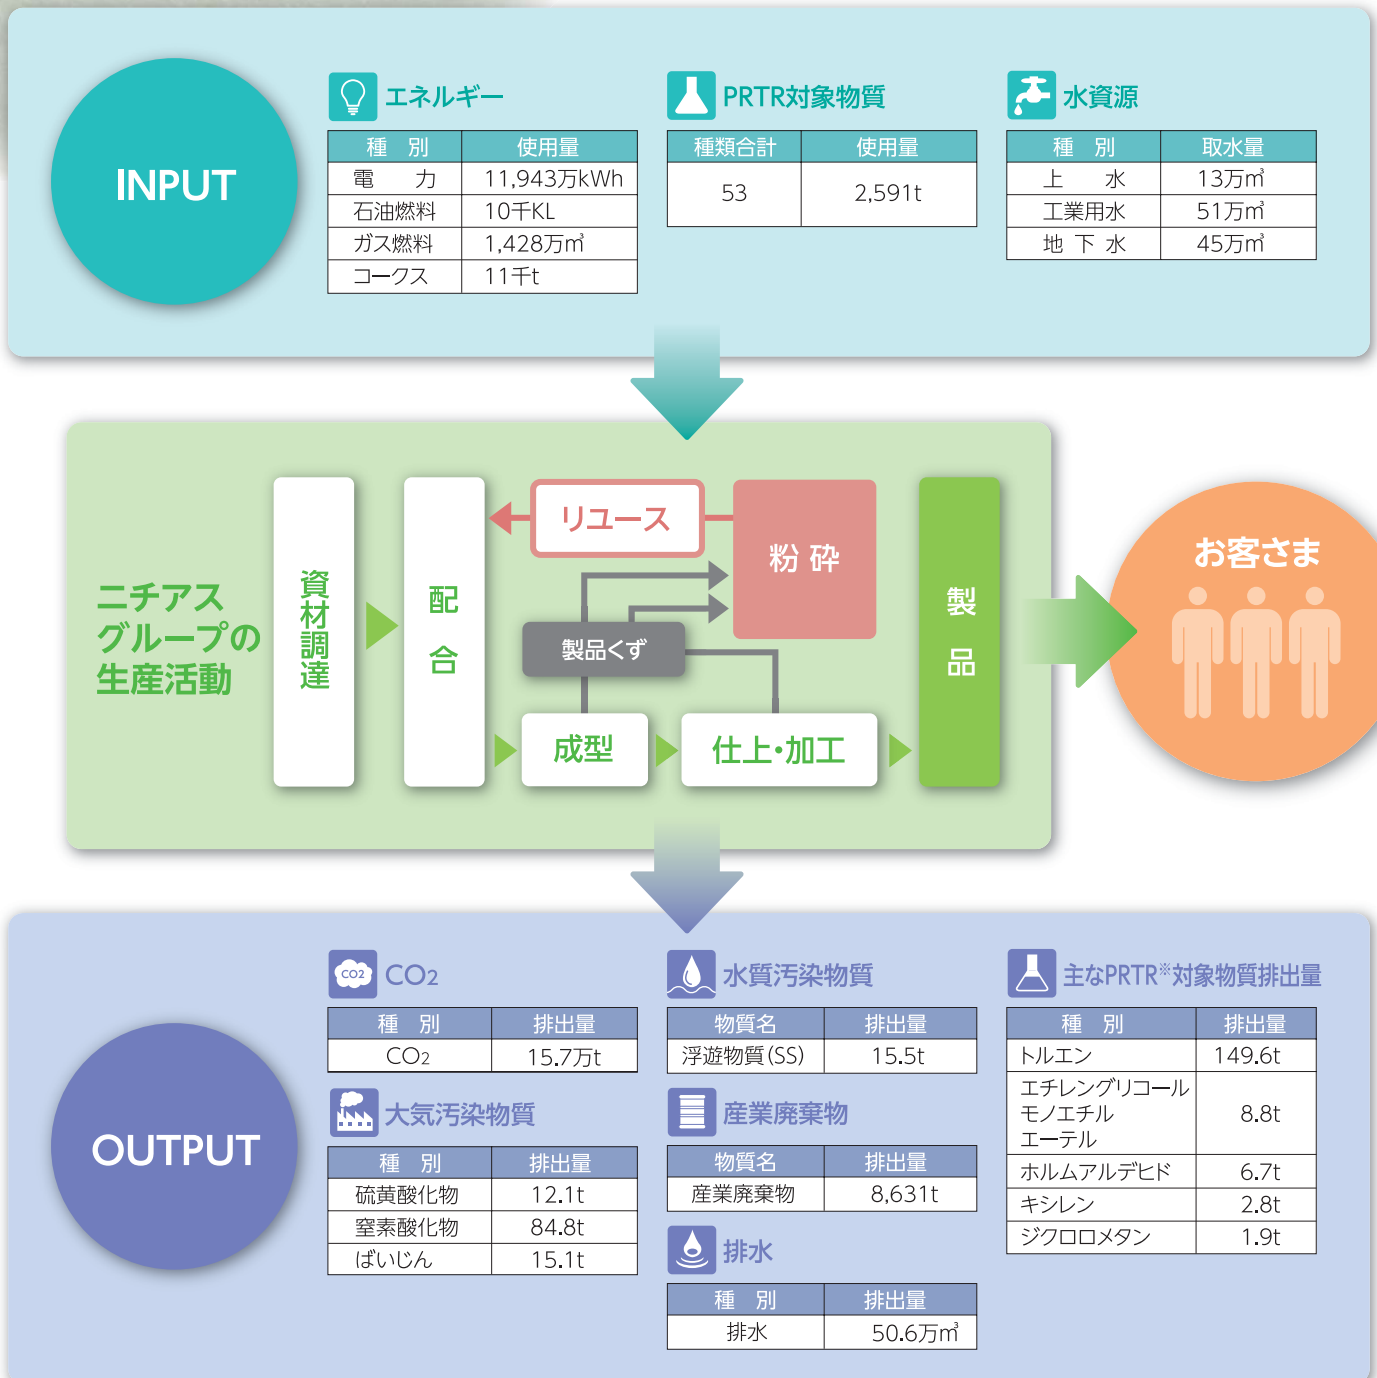 INPUT
エネルギー
種 別 使用量
電 力 11,943万kWh
石油燃料 10千KL
ガス燃料 1,428万㎥
コークス 11千t
PRTR対象物質
種類合計 使用量
53 2,591t
水資源
種 別 取水量
上 水 13万㎥
工業用水 51万㎥
地 下 水 45万㎥
ニチアス
グループの
生産活動
資材調達
配合
リユース
粉 砕
製品くず
成型
仕上・加工
製品
お客さま
OUTPUT
CO2 CO2
種 別 排出量
CO2 15.7万t
大気汚染物質
種 別 排出量
硫黄酸化物 12.1t
窒素酸化物 84.8t
ばいじん 15.1t
水質汚染物質
物質名 排出量
浮遊物質(SS) 15.5t
産業廃棄物
物質名 排出量
産業廃棄物 8,631t
排水
種 別 排出量
排水 50.6万㎥
主なPRTR※対象物質排出量
種 別 排出量
トルエン 149.6t
エチレングリコール
モノエチル 8.8t
エーテル
ホルムアルデヒド 6.7t
キシレン 2.8t
ジクロロメタン 1.9t